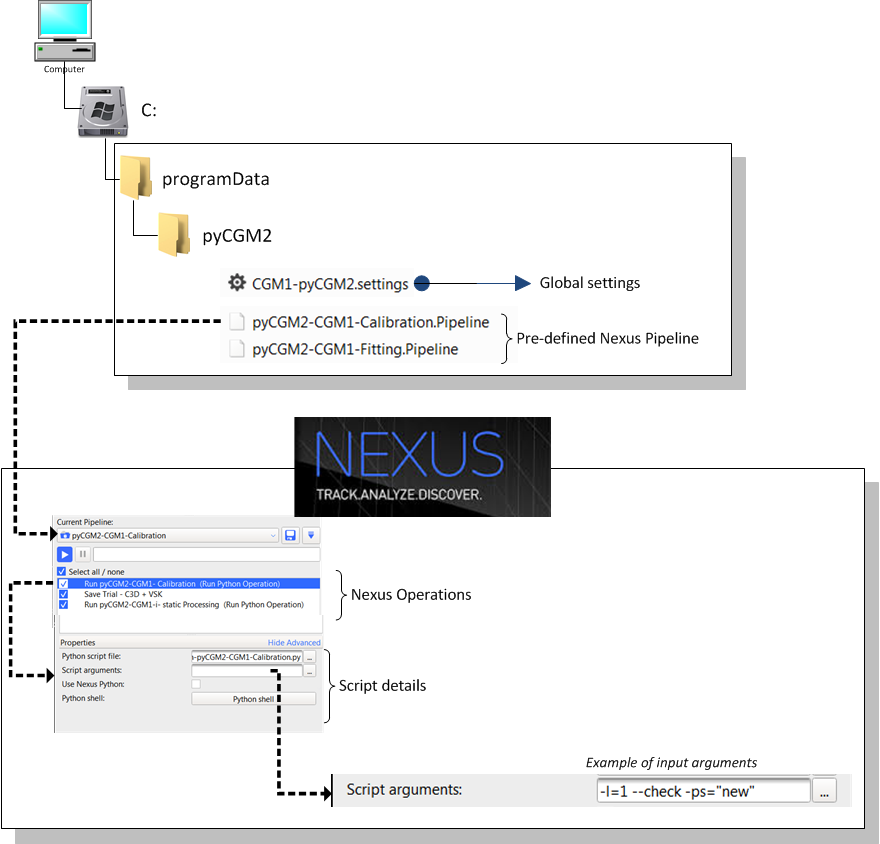 Computer
C:
programData
pyCGM2
CGM1-pyCGM2.settings
Global settings
pyCGM2-CGM1-Calibration.Pipeline
pyCGM2-CGM1-Fitting.Pipeline
Pre-defined Nexus Pipeline
NEXUS
TRACK.ANALYZE.DISCOVER.
Current Pipeline:
pyCGM2-CGM1-Calibration
Select all / none
Run pyCGM2-CGM1- Calibration (Run Python Operation)
Save Trial - C3D + VSK
Run pyCGM2-CGM1-i- static Processing (Run Python Operation)
Nexus Operations
Properties
Hide Advanced
Python script file:
-pyCGM2-CGM1-Calibration.py
...
Script arguments:
...
Use Nexus Python:
Python shell:
Python shell
Script details
Example of input arguments
Script arguments:
-l=1 --check -ps="new"
...